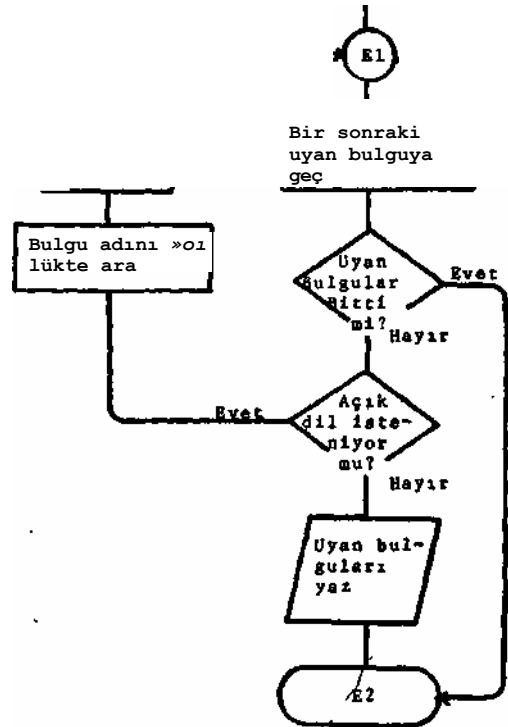 E1
Bir sonraki
uyan bulguya
geç
Bulgu adını »oı
lükte ara
Uyan
Bulgular
Bitti
mi?
Evet
Hayır
Açık
dil iste-
niyor
mu?
Evet
Hayır
Uyan bul-
guları
yaz
E2